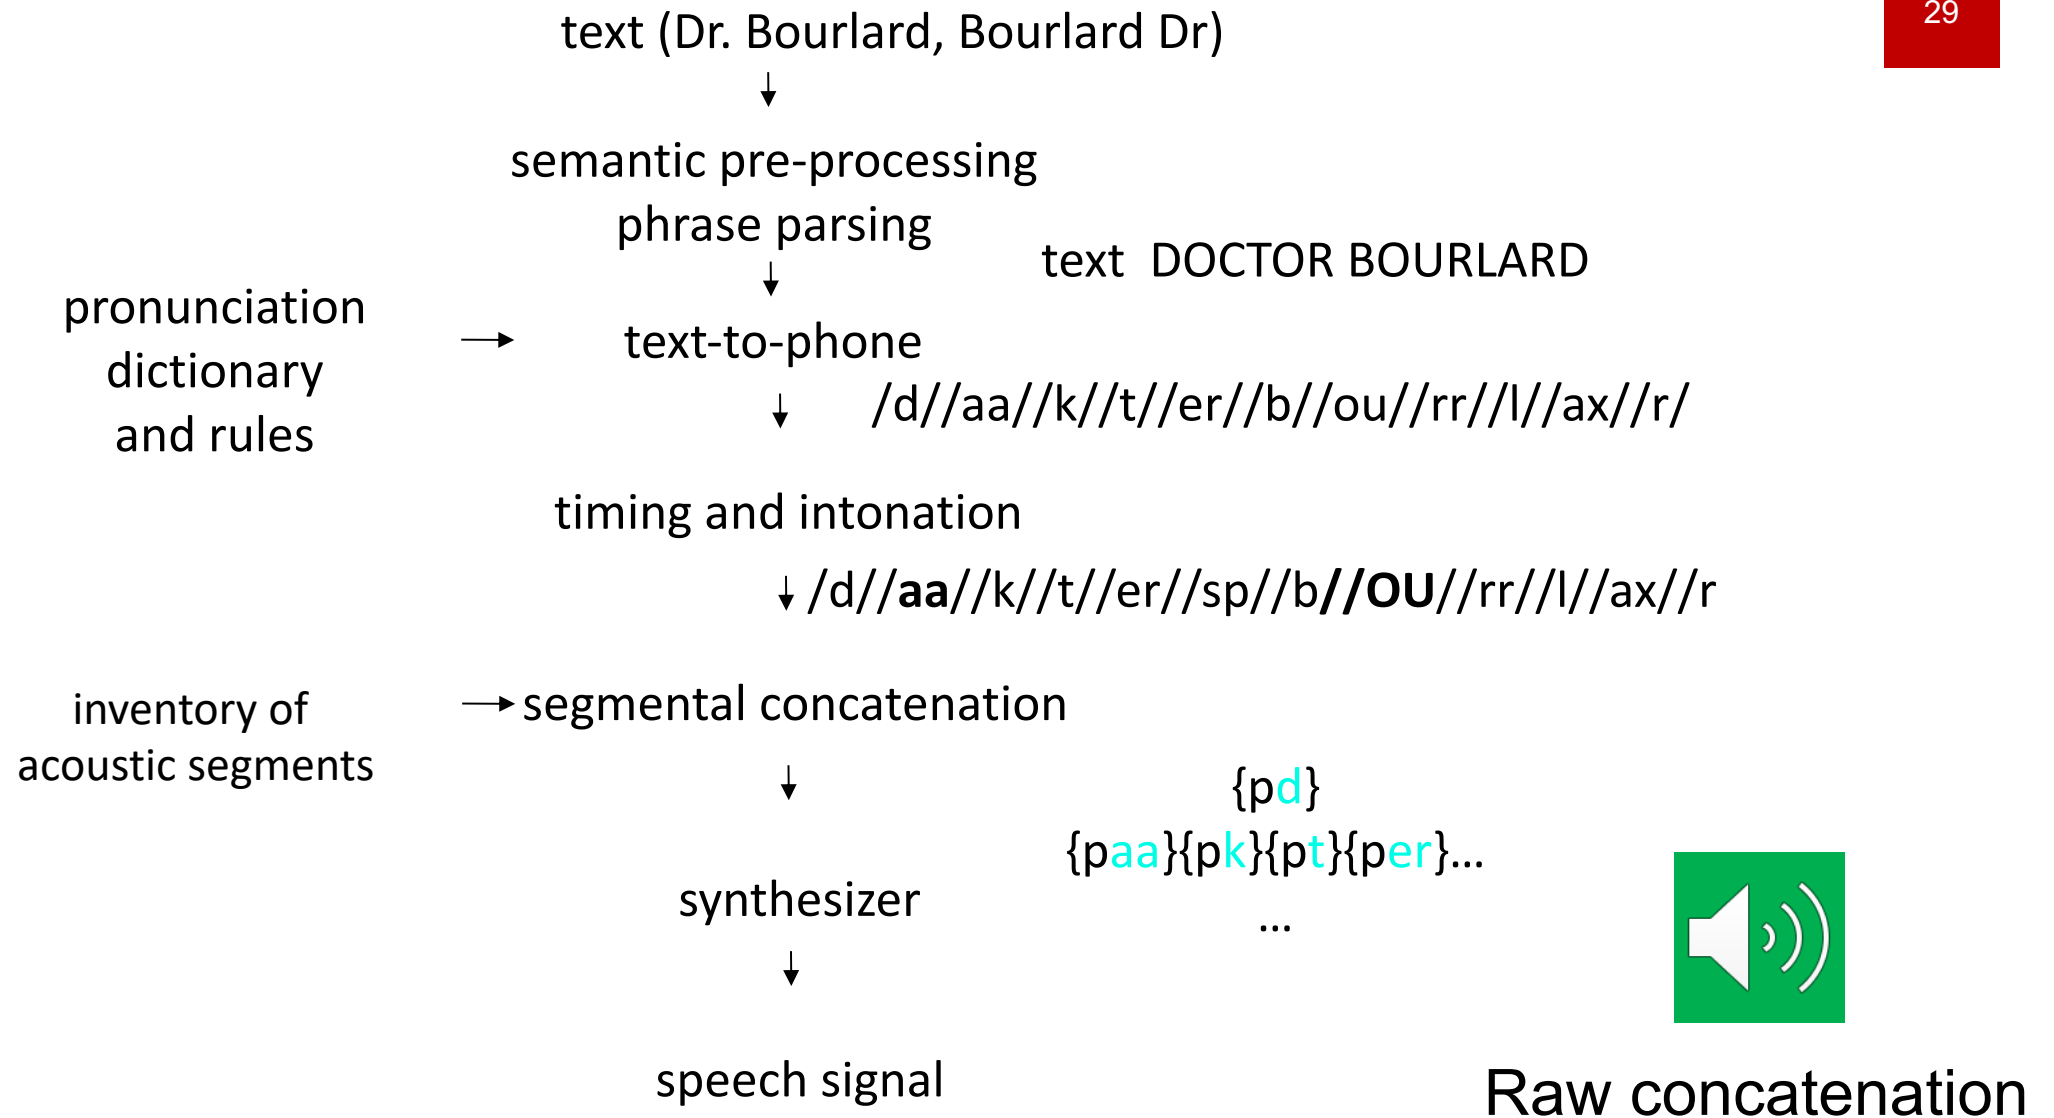 29
text (Dr. Bourlard, Bourlard Dr)
semantic pre-processing
phrase parsing
text  DOCTOR BOURLARD
pronunciation
dictionary
and rules
text-to-phone
/d//aa//k//t//er//b//ou//rr//l//ax//r/
timing and intonation
/d//aa//k//t//er//sp//b//OU//rr//l//ax//r
inventory of
acoustic segments
segmental concatenation
{pd}
{paa}{pk}{pt}{per}...
...
synthesizer
speech signal
Raw concatenation